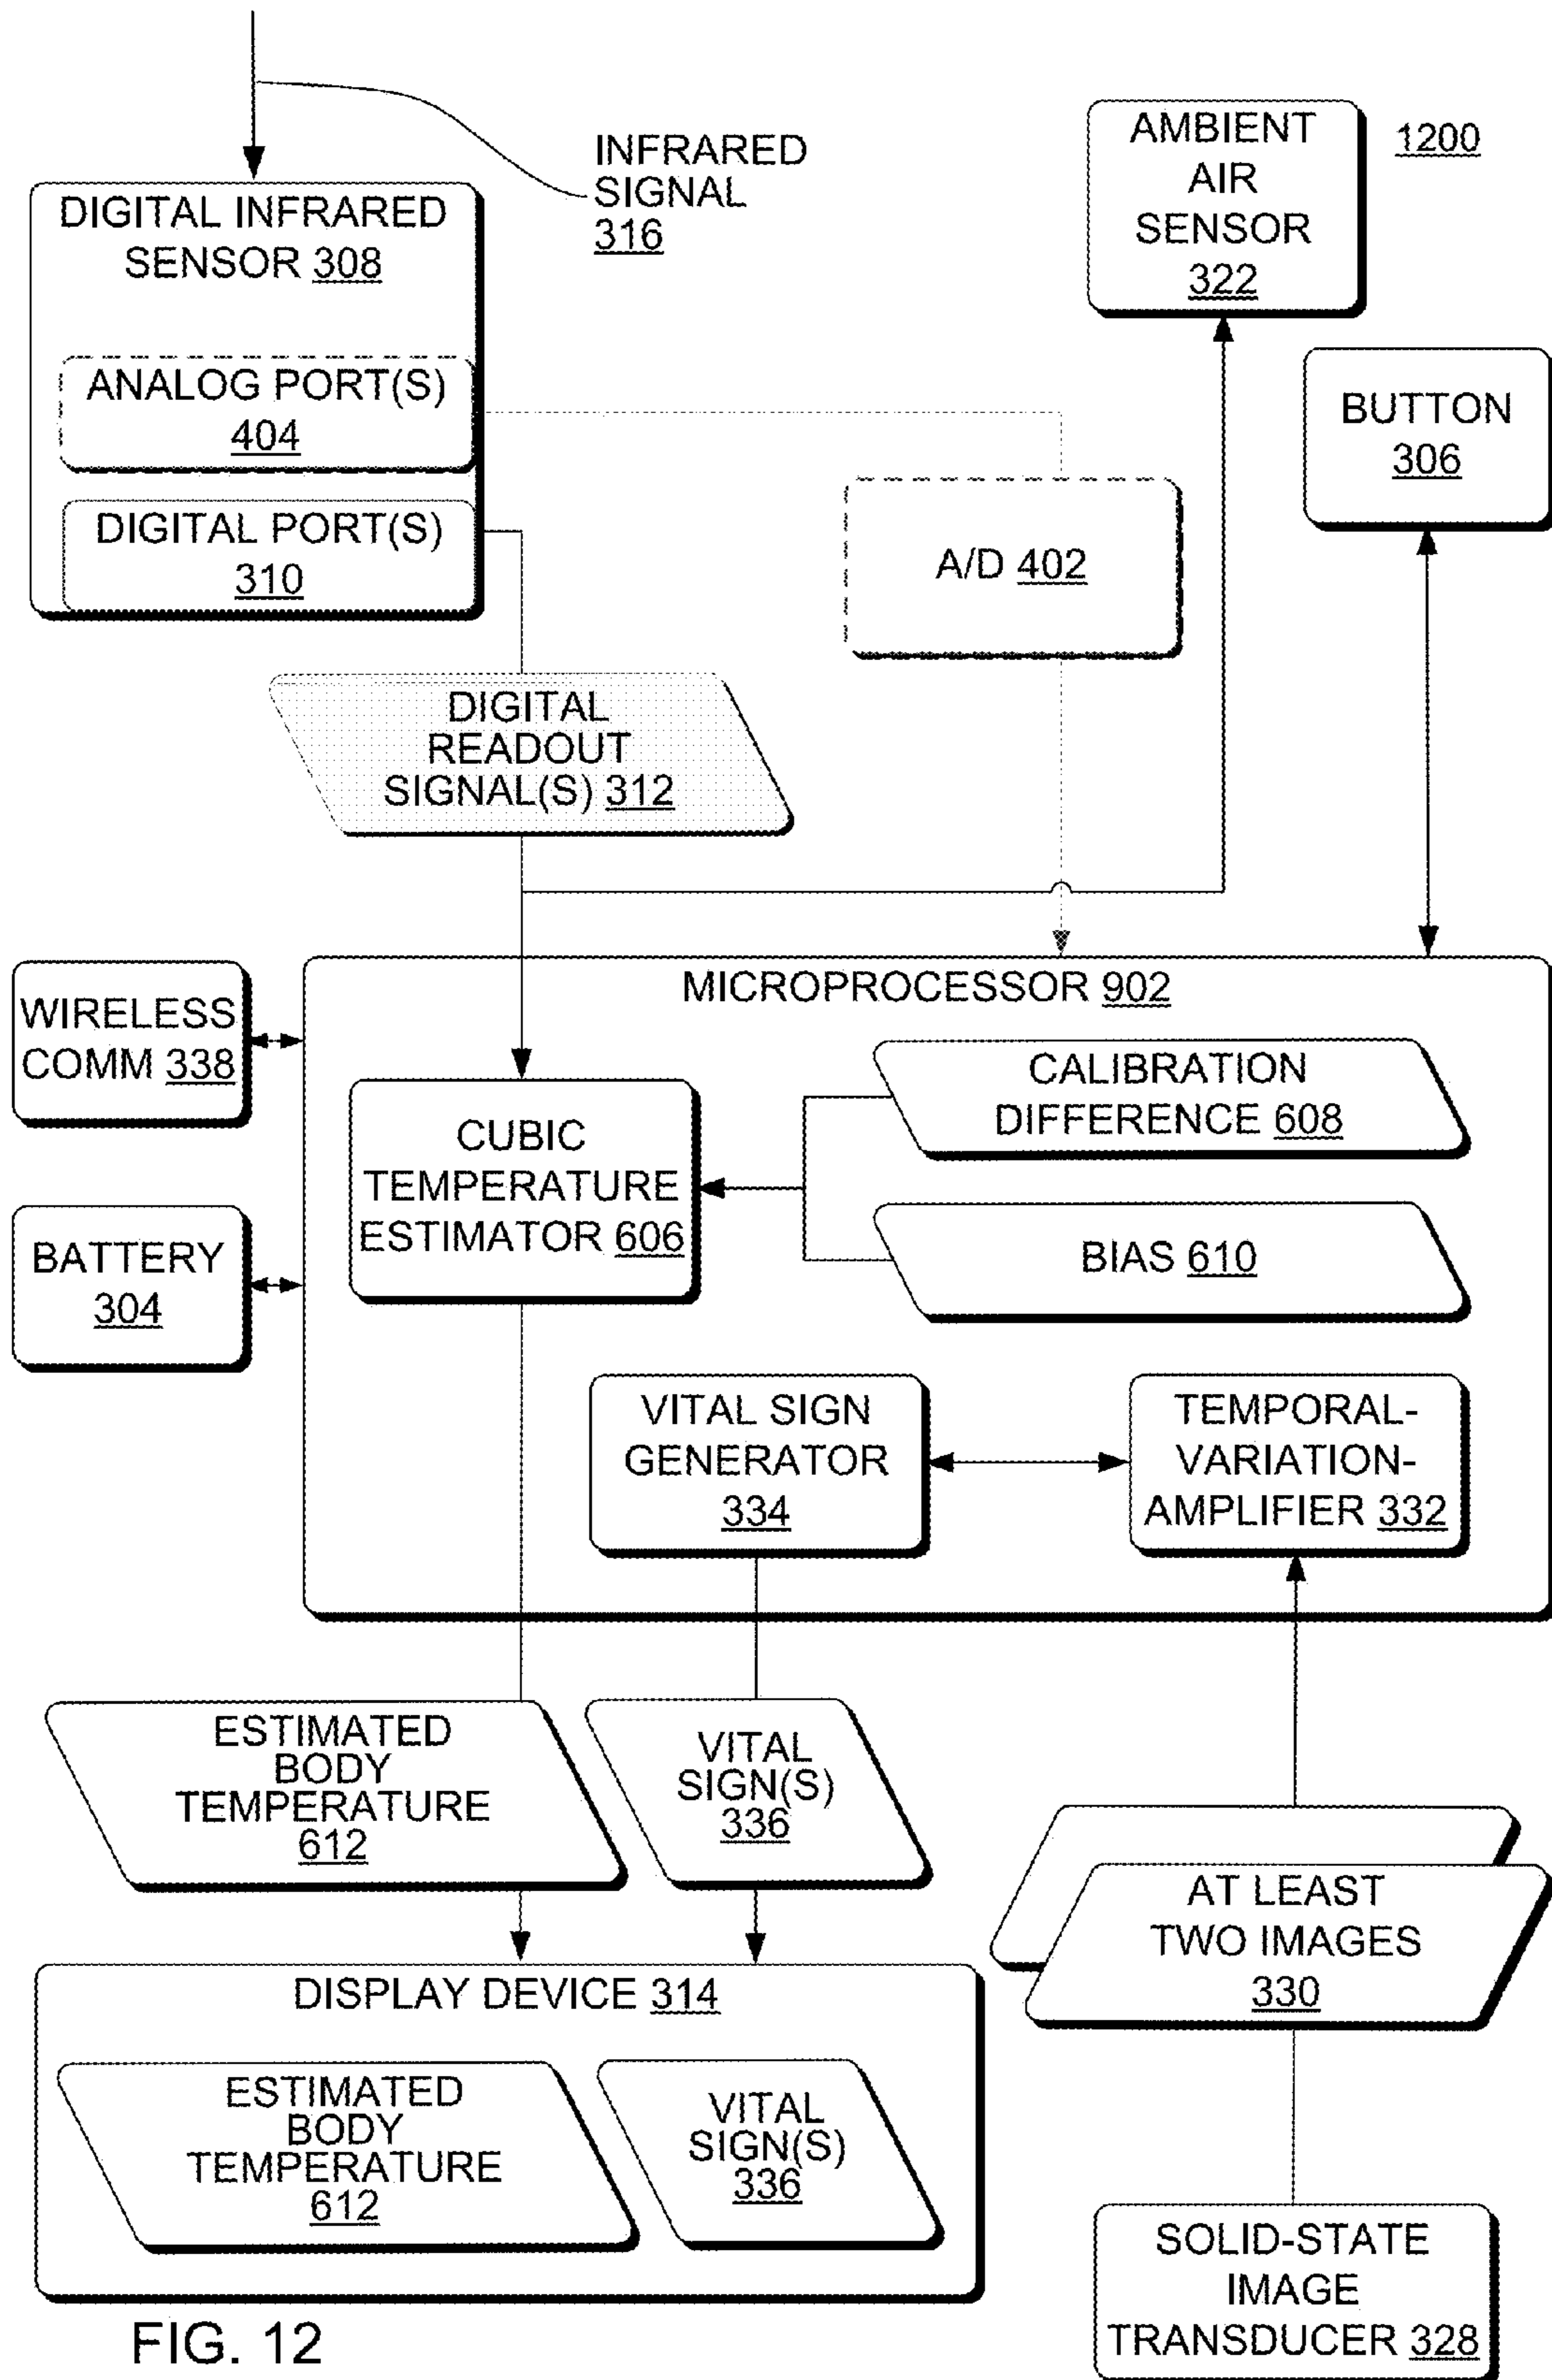 INFRARED
SIGNAL
316
AMBIENT
AIR
SENSOR
322
1200
DIGITAL INFRARED
SENSOR 308
ANALOG PORT(S)
404
DIGITAL PORT(S)
310
BUTTON
306
A/D 402
DIGITAL
READOUT
SIGNAL(S) 312
MICROPROCESSOR 902
WIRELESS
COMM 338
BATTERY
304
CUBIC
TEMPERATURE
ESTIMATOR 606
CALIBRATION
DIFFERENCE 608
BIAS 610
VITAL SIGN
GENERATOR
334
TEMPORAL-
VARIATION-
AMPLIFIER 332
ESTIMATED
BODY
TEMPERATURE
612
VITAL
SIGN(S)
336
AT LEAST
TWO IMAGES
330
DISPLAY DEVICE 314
ESTIMATED
BODY
TEMPERATURE
612
VITAL
SIGN(S)
336
SOLID-STATE
IMAGE
TRANSDUCER 328
FIG. 12